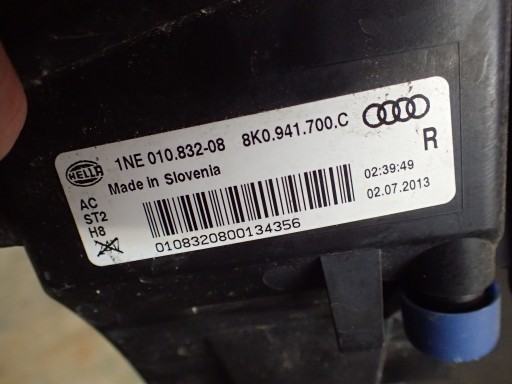 HELLA
1NE 010.832-08 8K0.941.700.C
R
Made in Slovenia
AC
ST2
H8
02:39:49
02.07.2013
0108320800134356